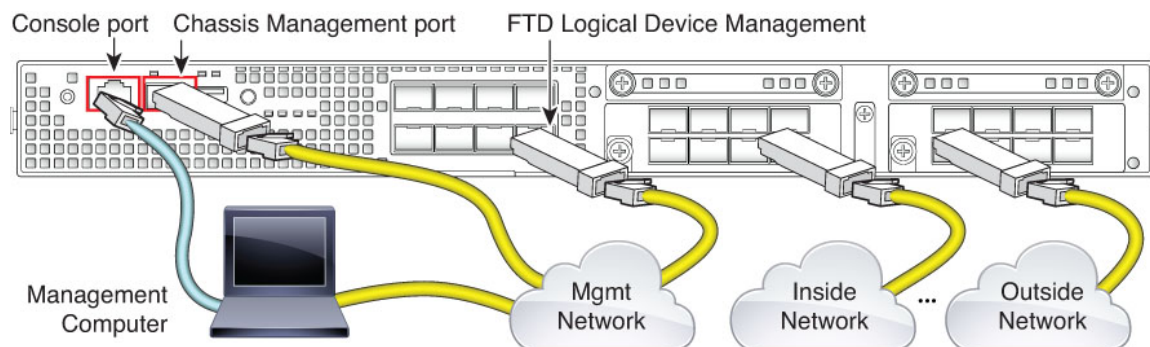 Console port
Chassis Management port
FTD Logical Device Management
Management
Computer
Mgmt
Network
Inside
Network
...
Outside
Network